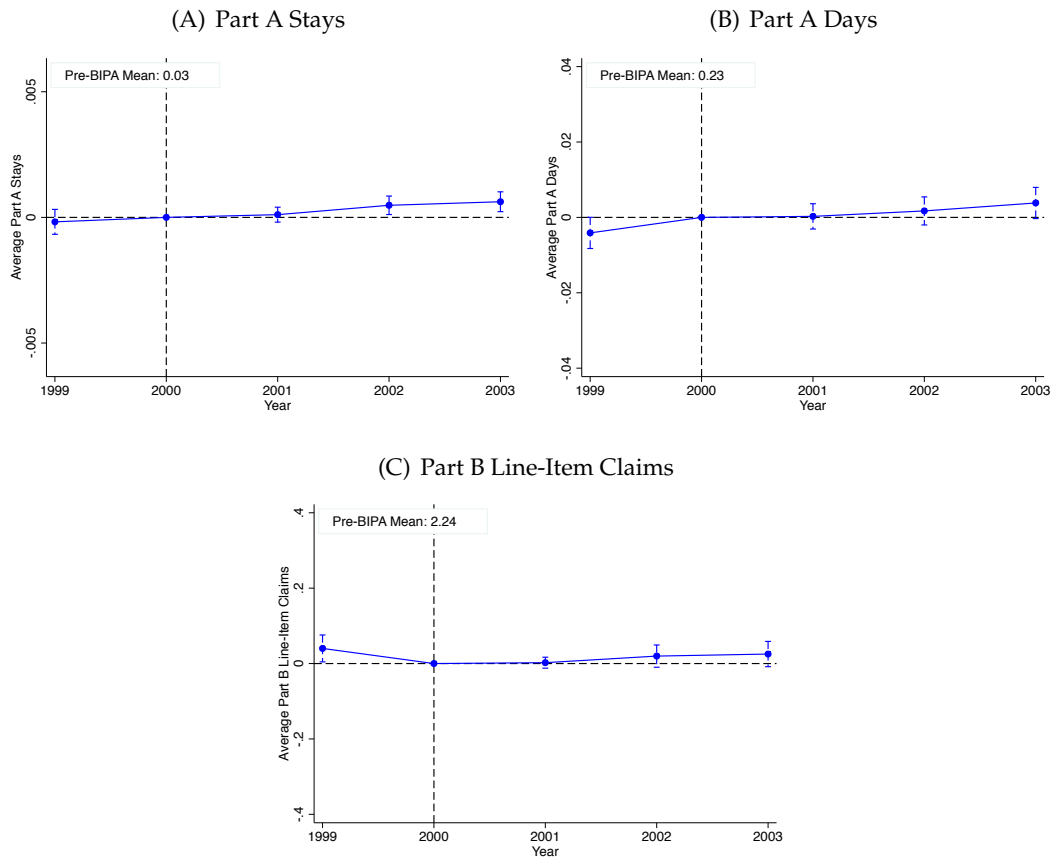 (A) Part A Stays
Pre-BIPA Mean: 0.03
Average Part A Stays
.005
0
-.005
1999 2000 2001 2002 2003
Year
(B) Part A Days
Pre-BIPA Mean: 0.23
Average Part A Days
.04
.02
0
-.02
-.04
1999 2000 2001 2002 2003
Year
(C) Part B Line-Item Claims
Pre-BIPA Mean: 2.24
Average Part B Line-Item Claims
.4
.2
0
-.2
-.4
1999 2000 2001 2002 2003
Year